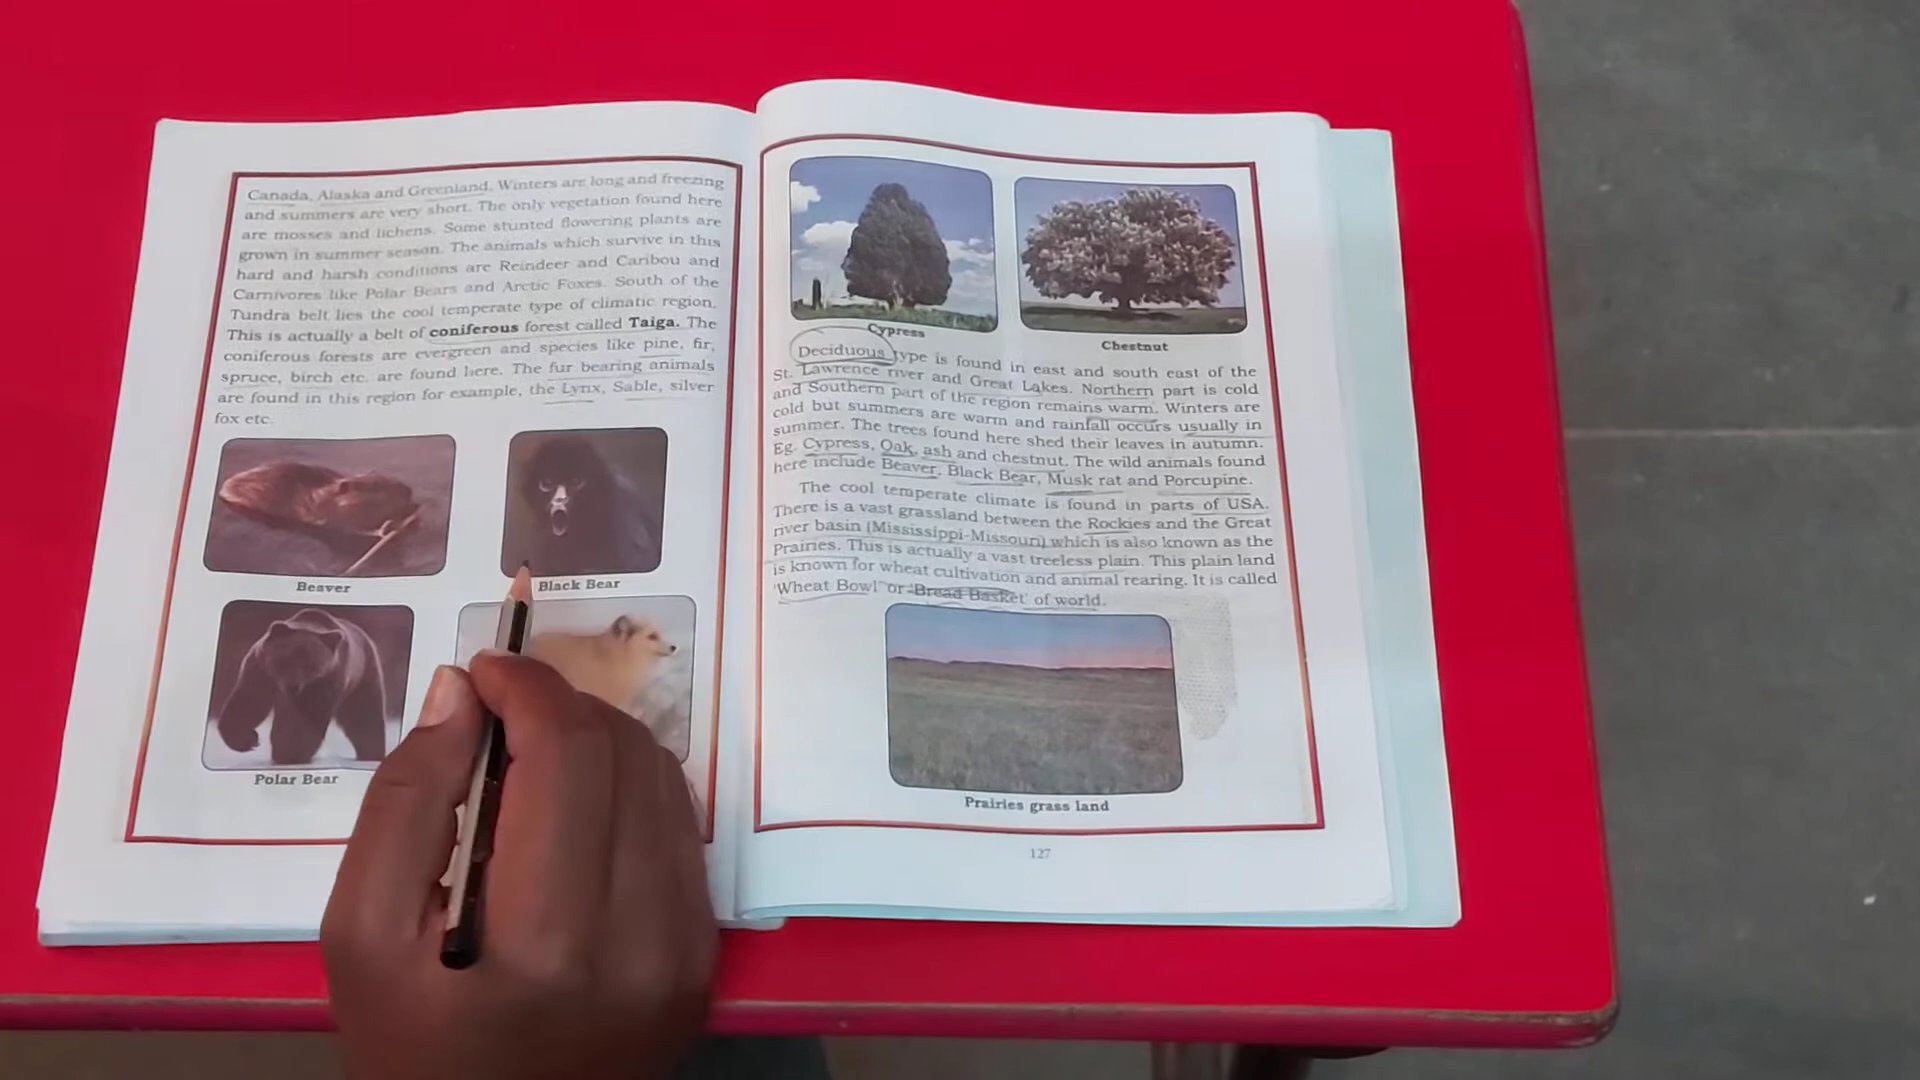 Canada, Alaska and Greenland. Winters are long and freezing
and summers are very short. The only vegetation found here
are mosses and lichens. Some stunted flowering plants are
grown in summer season. The animals which survive in this
hard and harsh conditions are Reindeer and Caribou and
Carnivores like Polar Bears and Arctic Foxes. South of the
Tundra belt lies the cool temperate type of climatic region.
This is actually a belt of coniferous forest called Taiga. The
coniferous forests are evergreen and species like pine, fir,
spruce, birch etc. are found here. The fur bearing animals
are found in this region for example, the Lynx, Sable, silver
fox etc.
Beaver
Black Bear
Polar Bear
Cypress
Chestnut
Deciduous type is found in east and south east of the
St. Lawrence river and Great Lakes. Northern part is cold
and Southern part of the region remains warm. Winters are
cold but summers are warm and rainfall occurs usually in
summer. The trees found here shed their leaves in autumn.
Eg. Cypress, Oak, ash and chestnut. The wild animals found
here include Beaver, Black Bear, Musk rat and Porcupine.
The cool temperate climate is found in parts of USA.
There is a vast grassland between the Rockies and the Great
river basin (Mississippi-Missouri) which is also known as the
Prairies. This is actually a vast treeless plain. This plain land
is known for wheat cultivation and animal rearing. It is called
'Wheat Bowl' or 'Bread Basket' of world.
Prairies grass land
127